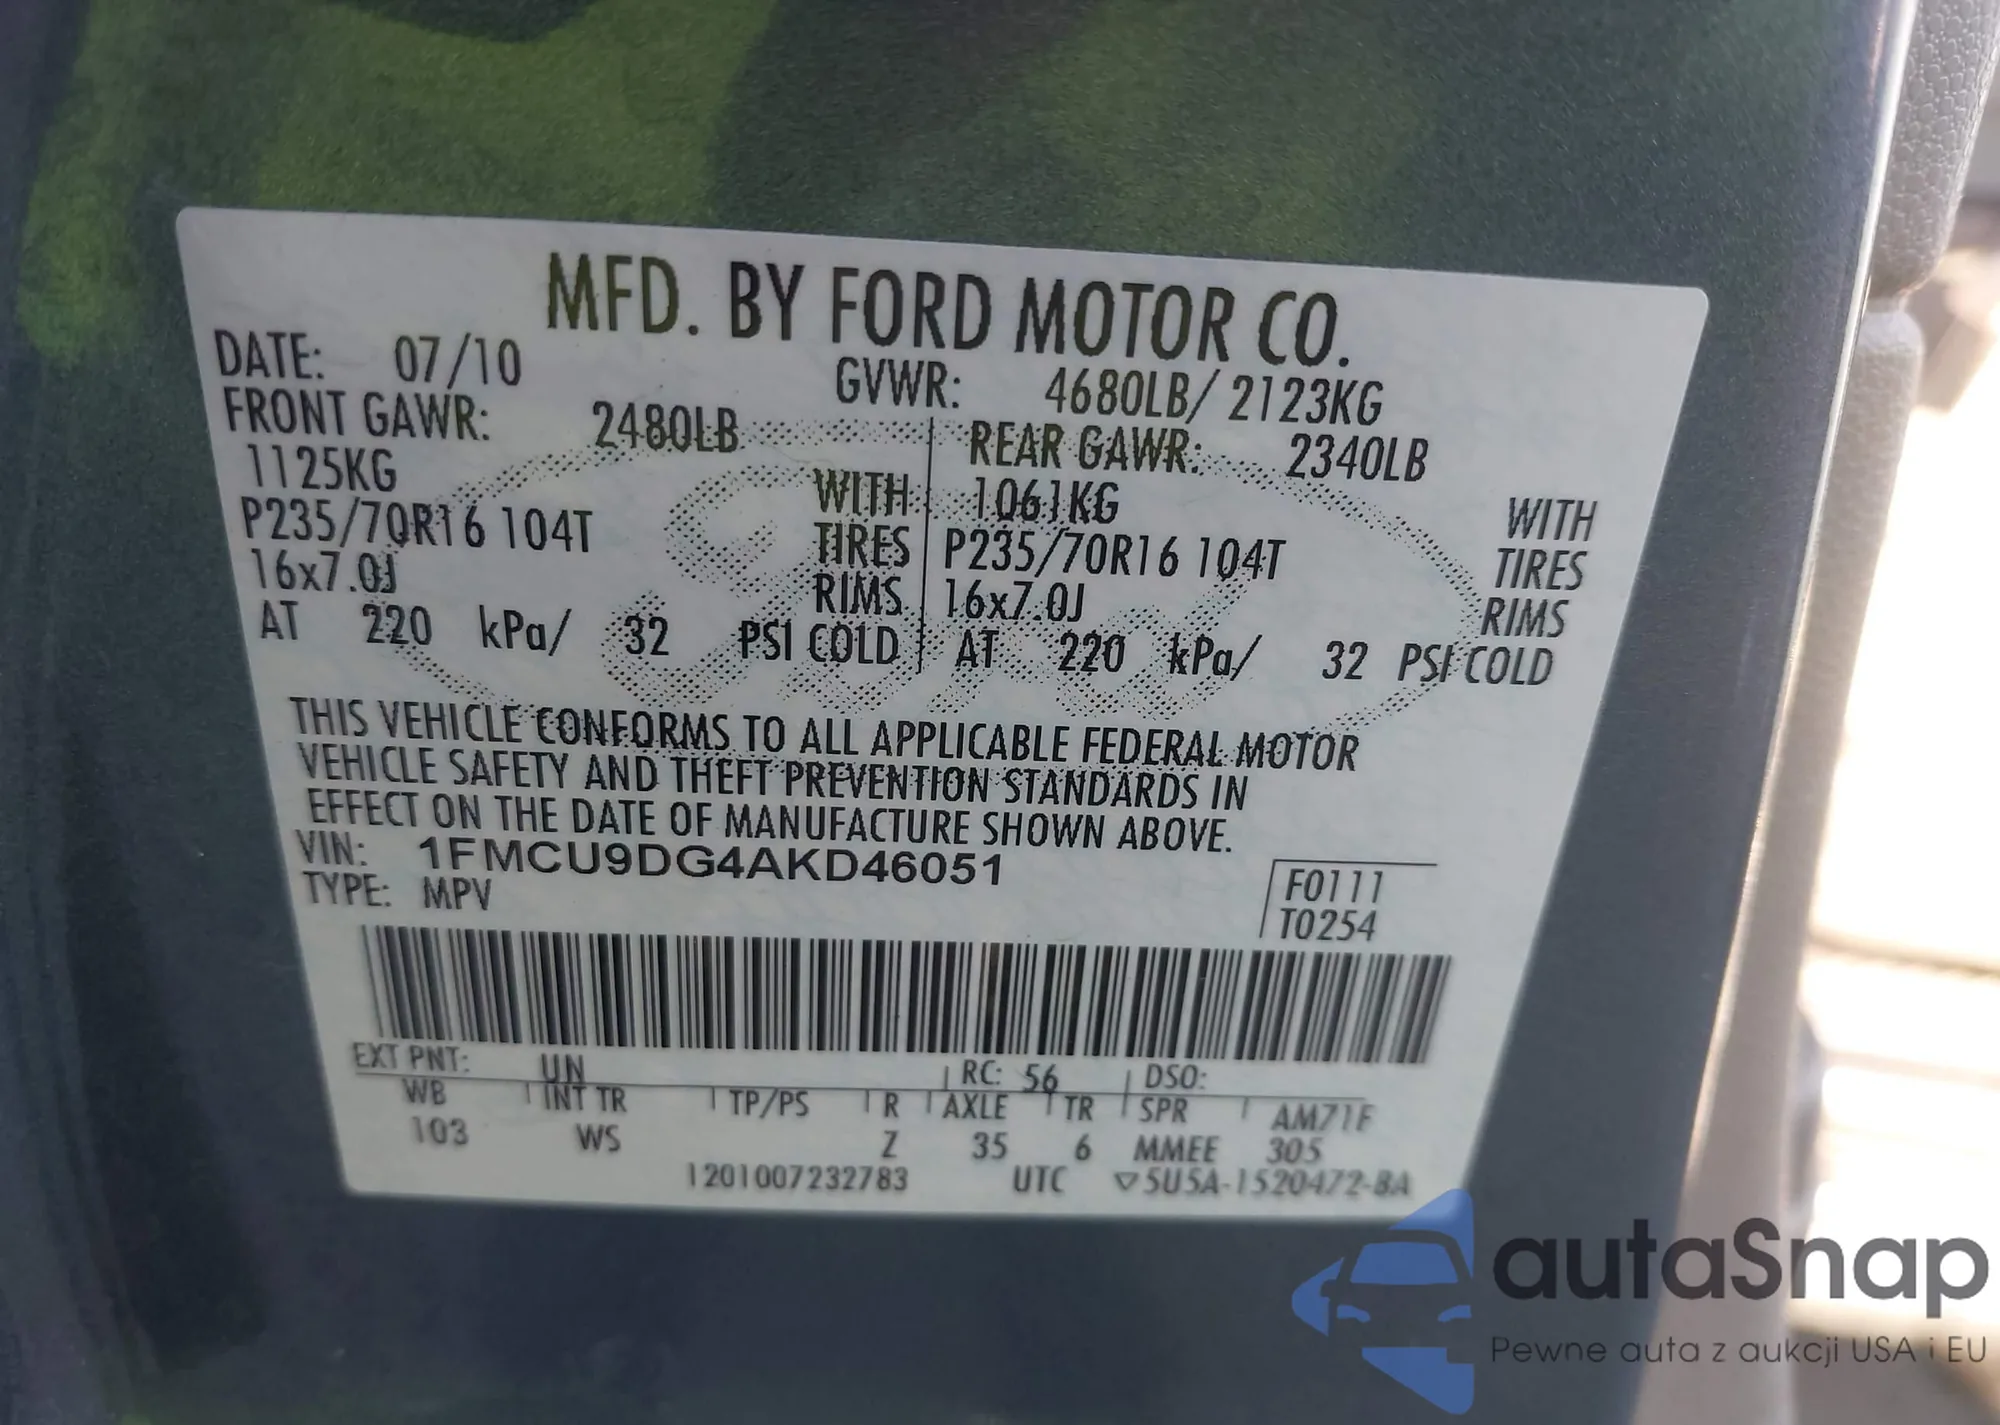 MFD. BY FORD MOTOR CO.
DATE: 07/10 GVWR: 4680LB/ 2123KG
FRONT GAWR: 2480LB REAR GAWR: 2340LB
1125KG WITH 1061KG WITH
P235/70R16 104T TIRES P235/70R16 104T TIRES
16x7.0J RIMS 16x7.0J RIMS
AT 220 kPa/ 32 PSI COLD AT 220 kPa/ 32 PSI COLD
THIS VEHICLE CONFORMS TO ALL APPLICABLE FEDERAL MOTOR
VEHICLE SAFETY AND THEFT PREVENTION STANDARDS IN
EFFECT ON THE DATE OF MANUFACTURE SHOWN ABOVE.
VIN: 1FMCU9DG4AKD46051
TYPE: MPV
F0111
T0254
EXT PNT: UN RC: 56 DSO:
WB INT TR TP/PS R AXLE TR SPR AM71F
103 WS Z 35 6 MMEE 305
1201007232783 UTC ▽5U5A-1520472-BA
autaSnap
Pewne auta z aukcji USA i EU